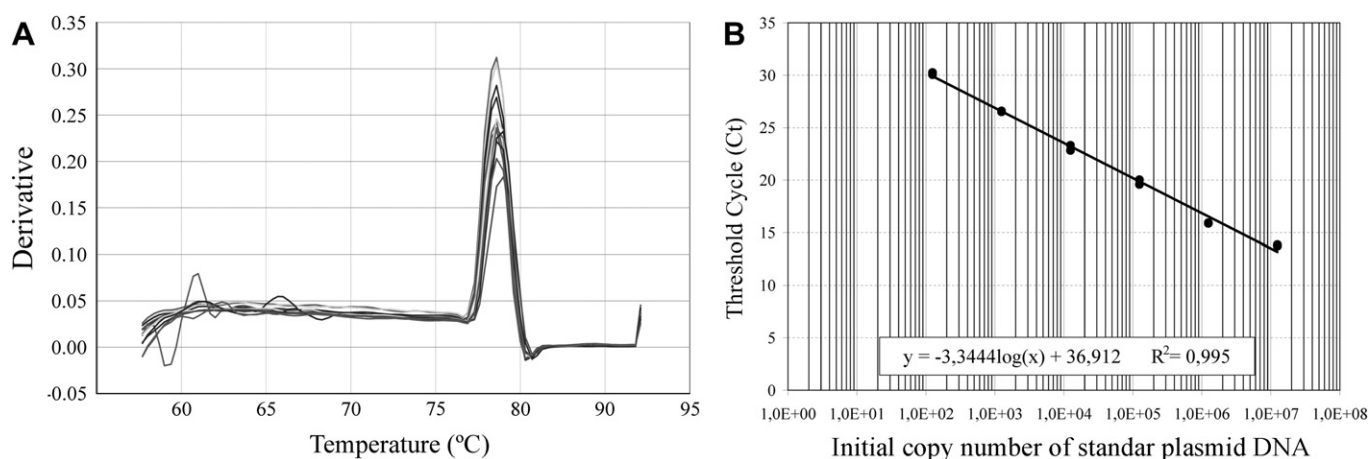 A
0.35
0.30
0.25
0.20
0.15
0.10
0.05
0.00
-0.05
Derivative
60 65 70 75 80 90 95
Temperature (ºC)
B
35
30
25
20
15
10
5
0
Threshold Cycle (Ct)
y = -3,3444log(x) + 36,912 R²= 0,995
1,0E+00 1,0E+01 1,0E+02 1,0E+03 1,0E+04 1,0E+05 1,0E+06 1,0E+07 1,0E+08
Initial copy number of standar plasmid DNA